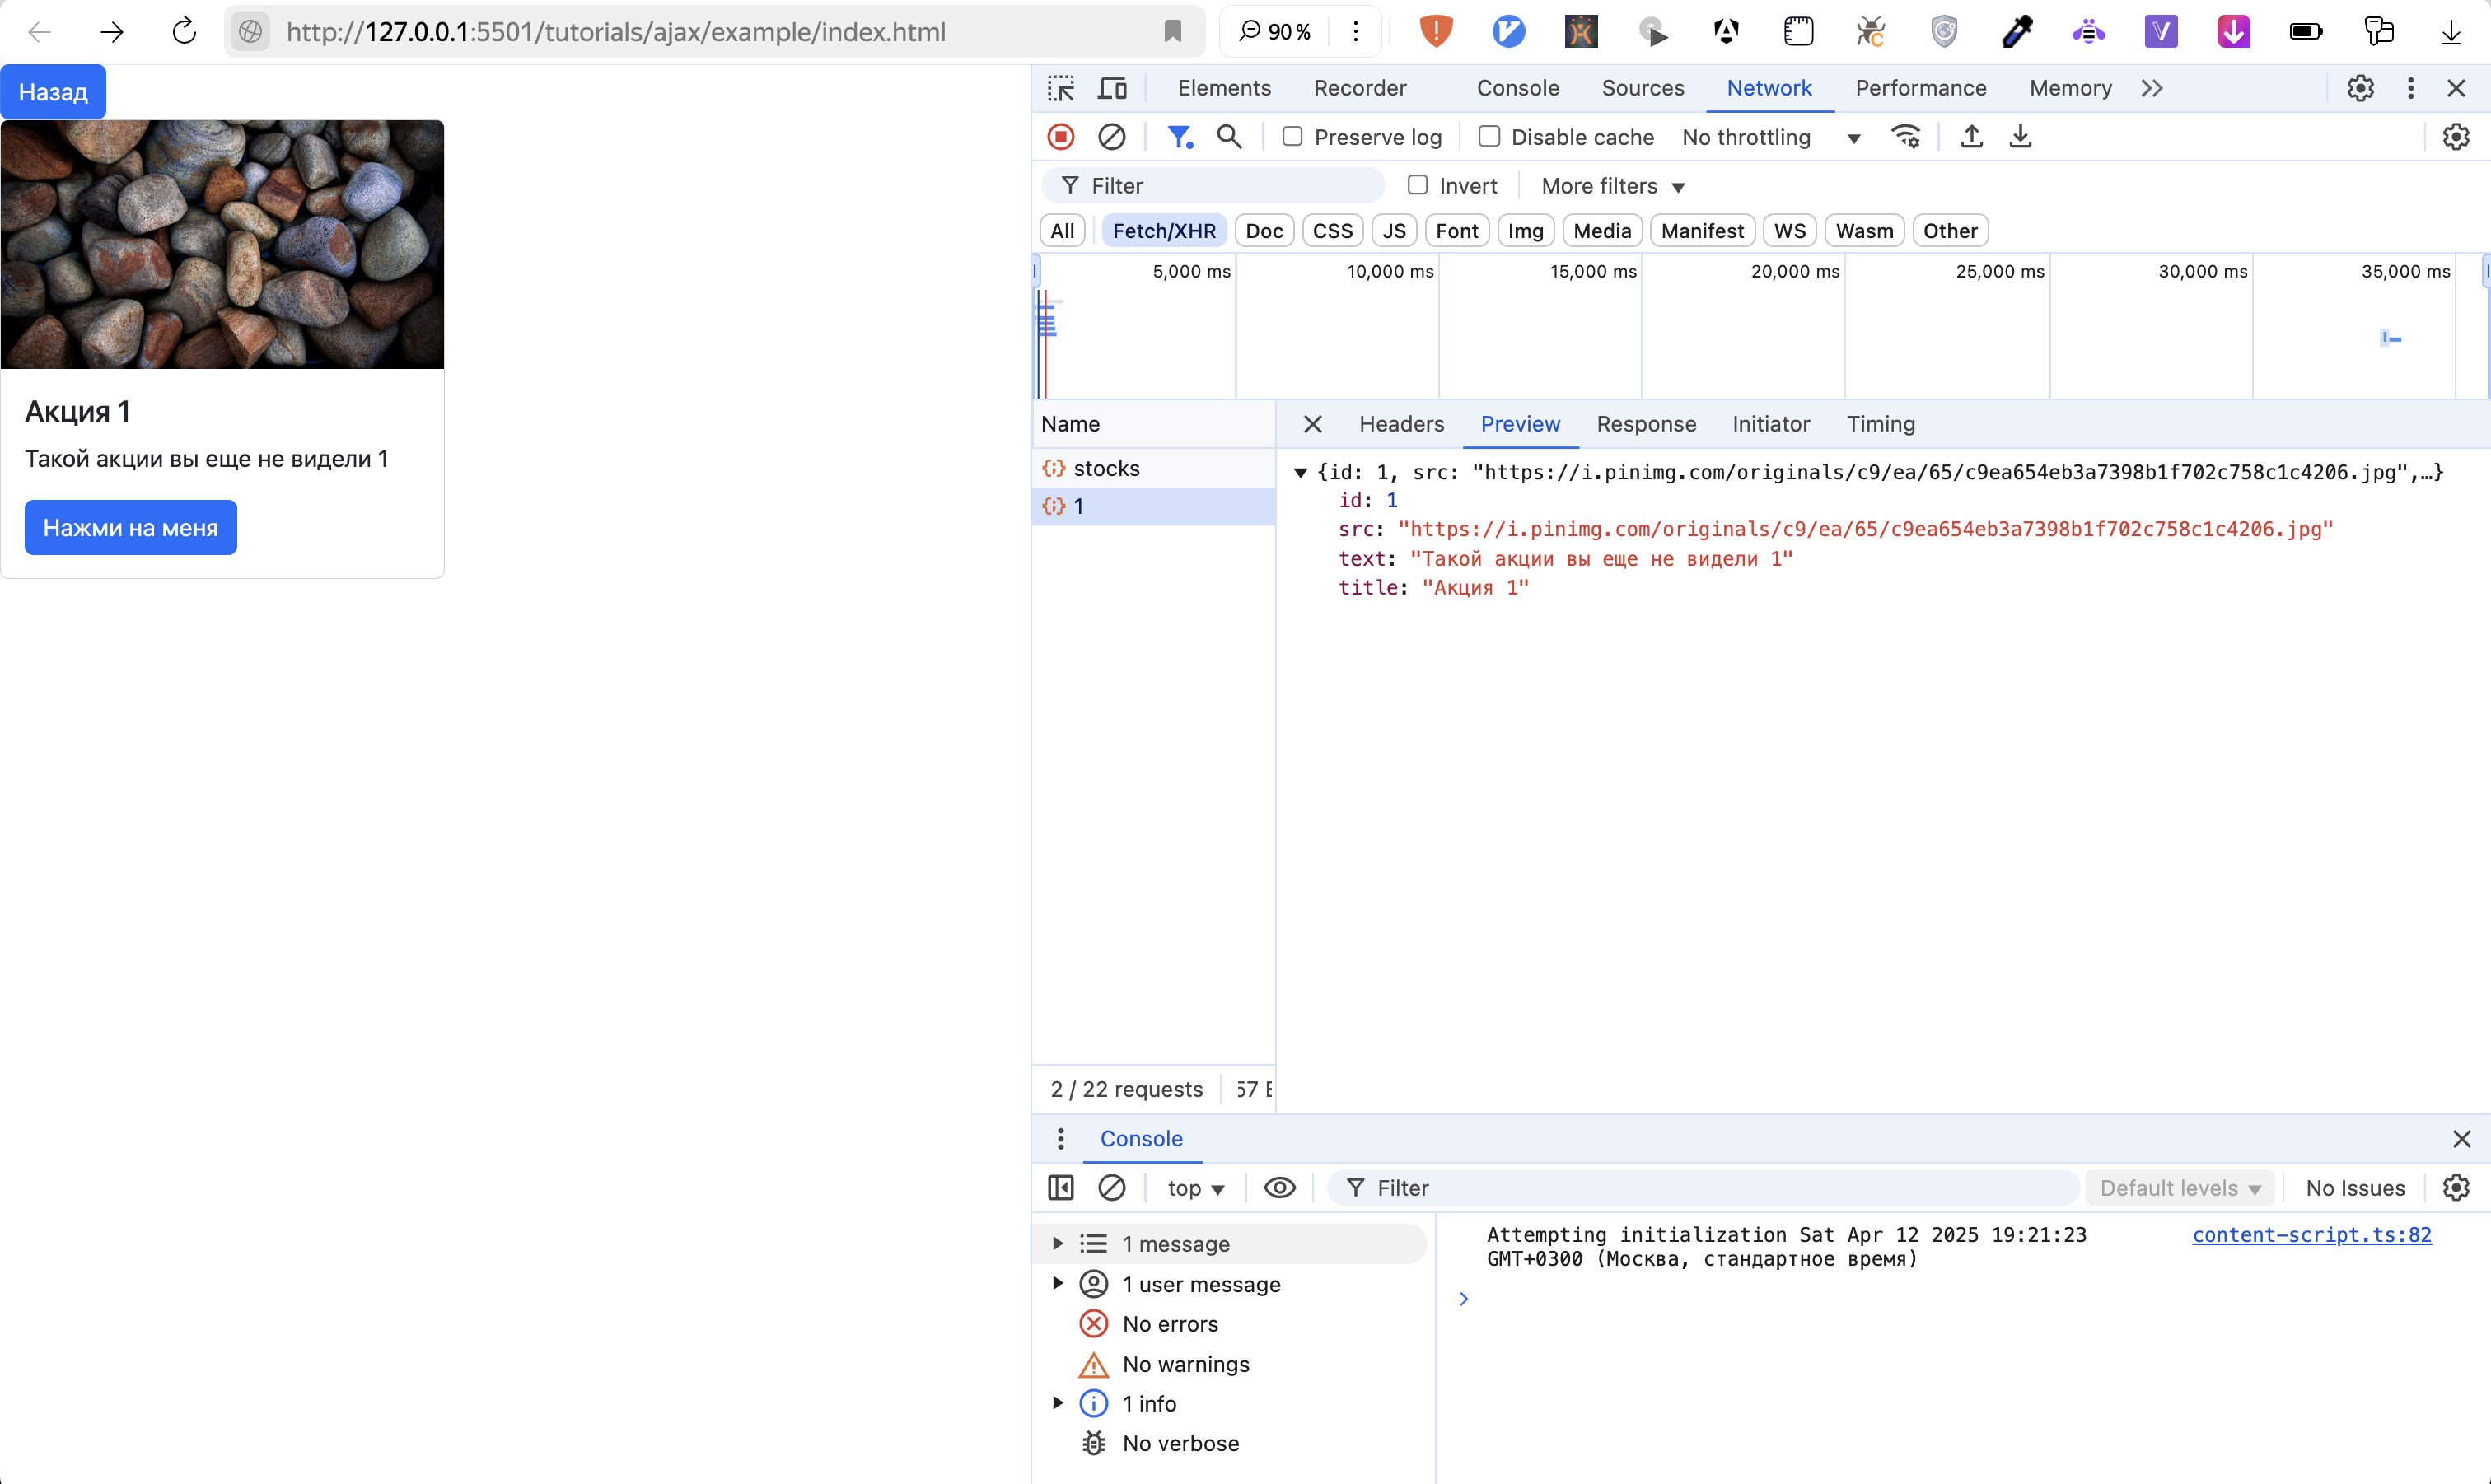 http://127.0.0.1:5501/tutorials/ajax/example/index.html
90%
Назад
Акция 1
Такой акции вы еще не видели 1
Нажми на меня
Elements Recorder Console Sources Network Performance Memory
Preserve log Disable cache No throttling
Filter Invert More filters
All Fetch/XHR Doc CSS JS Font Img Media Manifest WS Wasm Other
5,000 ms 10,000 ms 15,000 ms 20,000 ms 25,000 ms 30,000 ms 35,000 ms
Name
stocks
1
2 / 22 requests
Headers Preview Response Initiator Timing
{id: 1, src: "https://i.pinimg.com/originals/c9/ea/65/c9ea654eb3a7398b1f702c758c1c4206.jpg",…}
id: 1
src: "https://i.pinimg.com/originals/c9/ea/65/c9ea654eb3a7398b1f702c758c1c4206.jpg"
text: "Такой акции вы еще не видели 1"
title: "Акция 1"
Console
top Filter Default levels No Issues
1 message
1 user message
No errors
No warnings
1 info
No verbose
Attempting initialization Sat Apr 12 2025 19:21:23 content-script.ts:82
GMT+0300 (Москва, стандартное время)